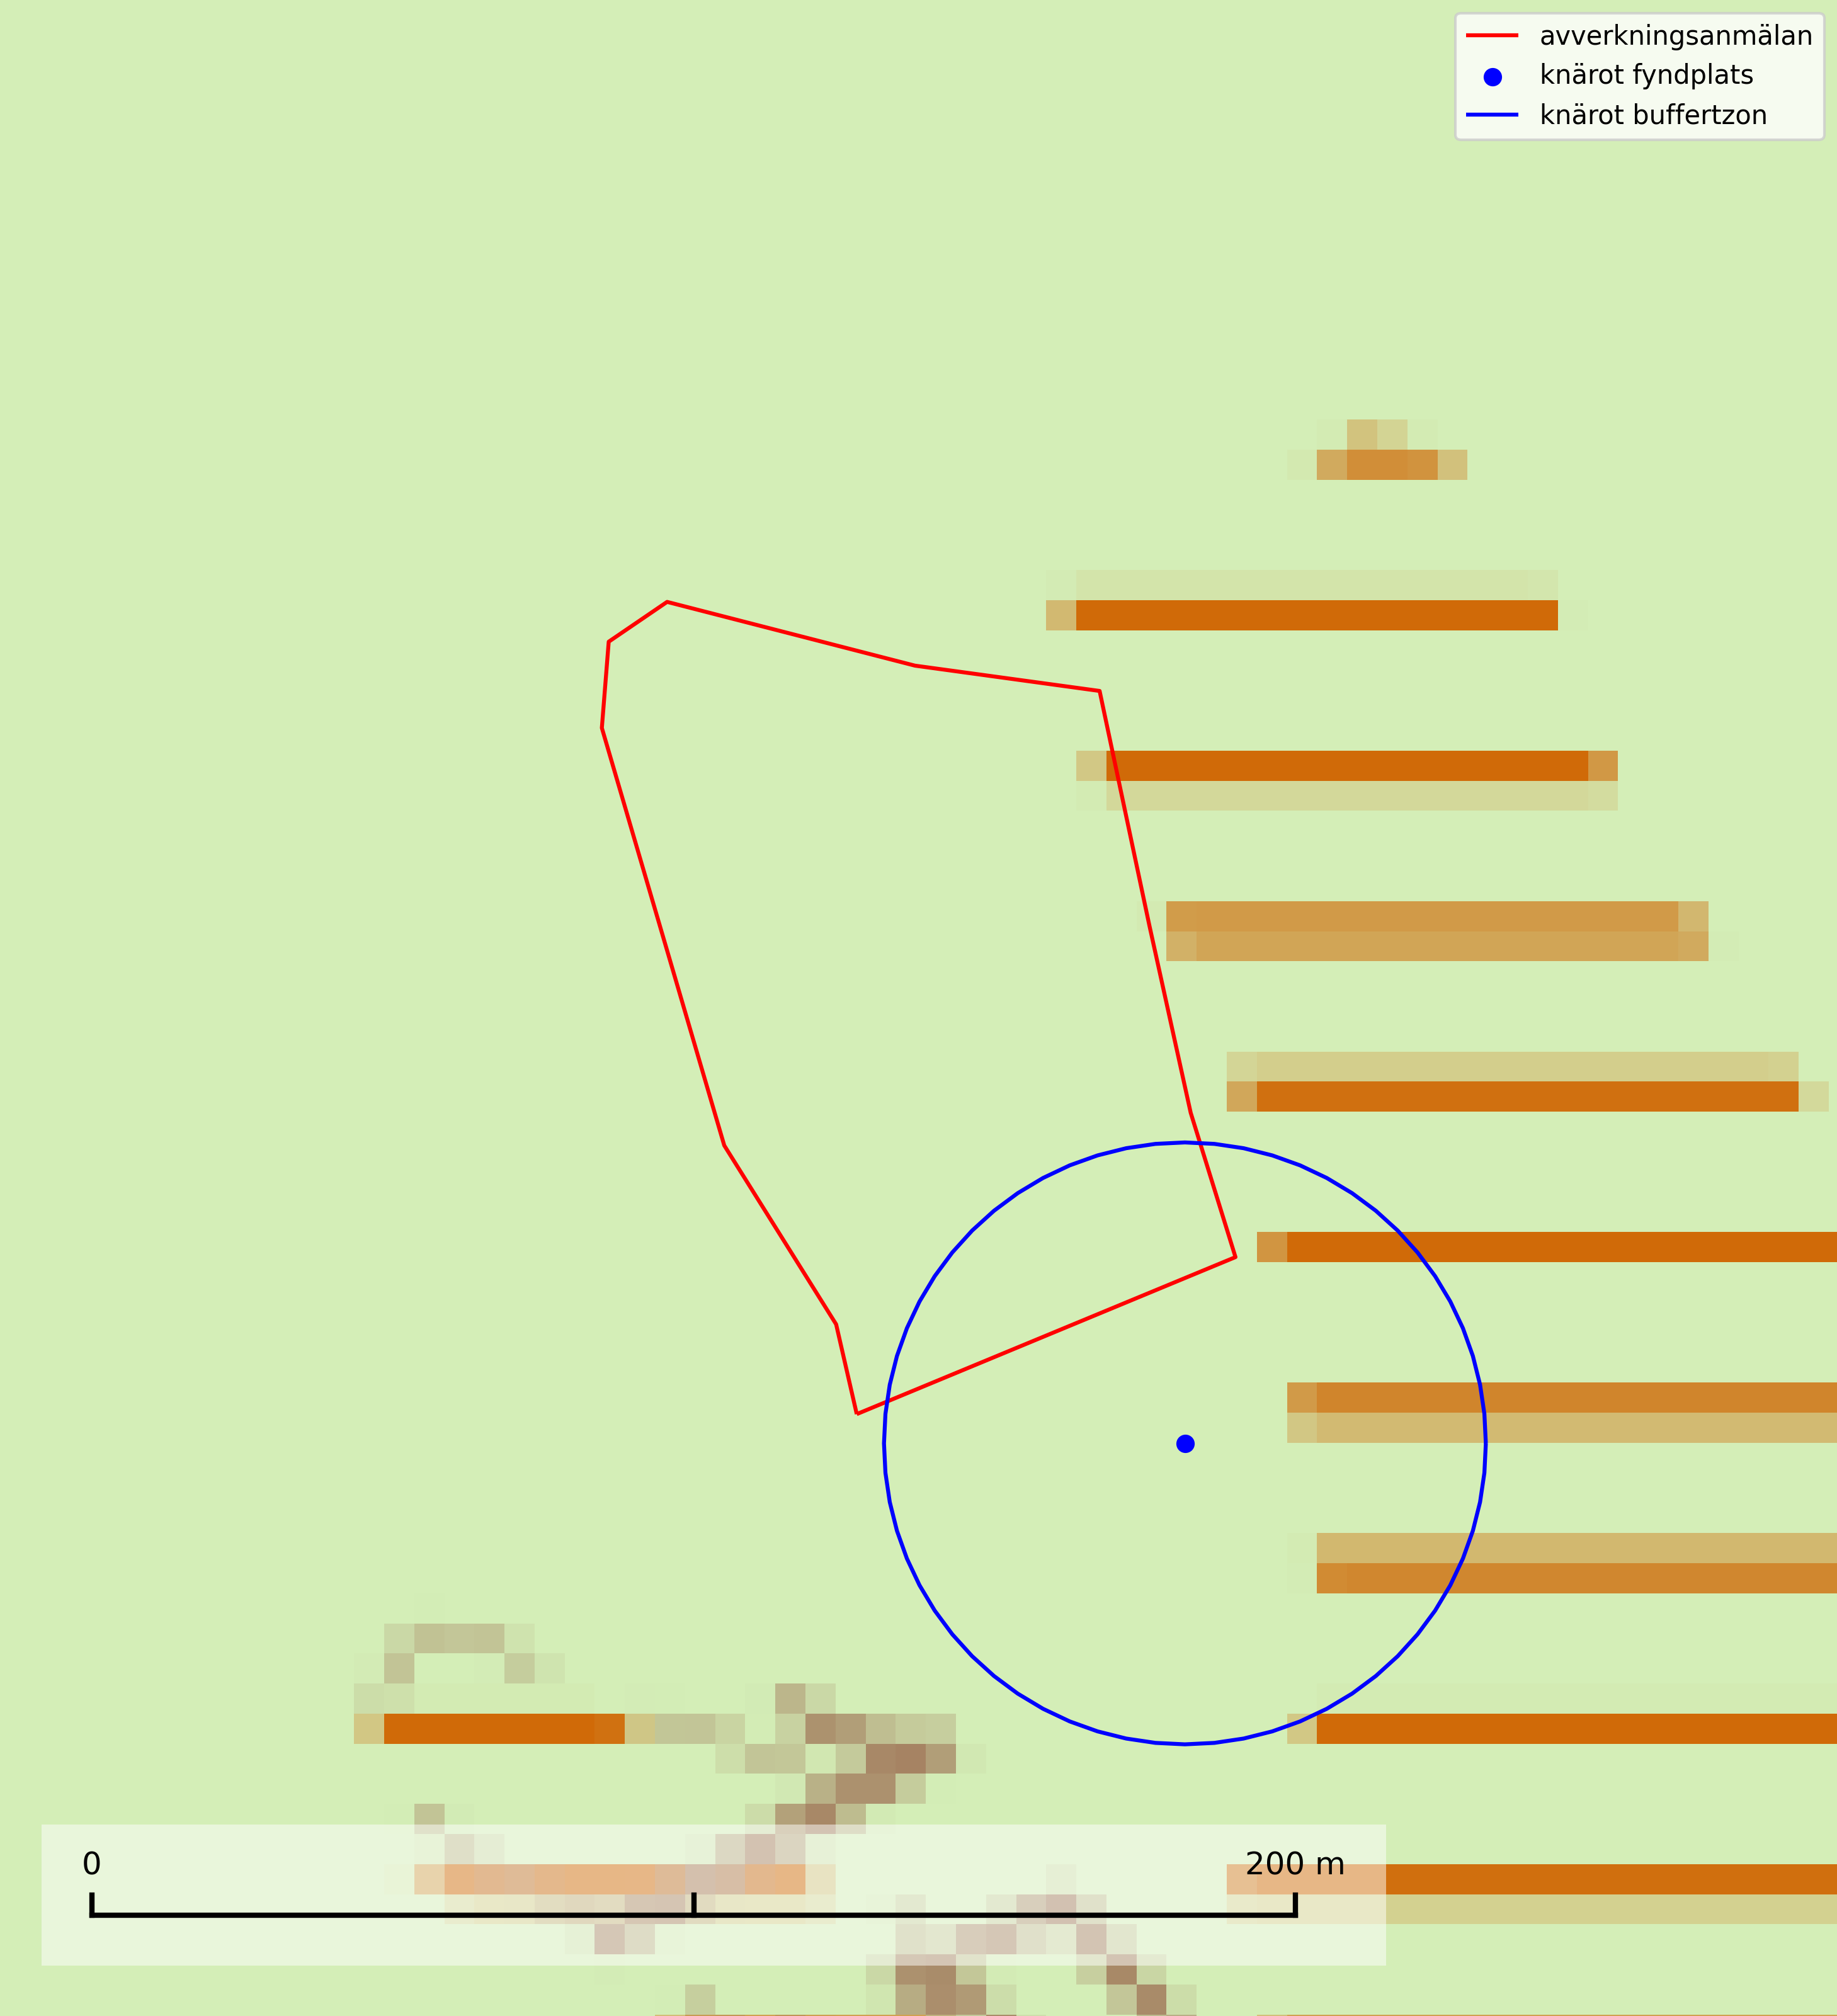 avverkningsanmälan
knärot fyndplats
knärot buffertzon
0
200 m